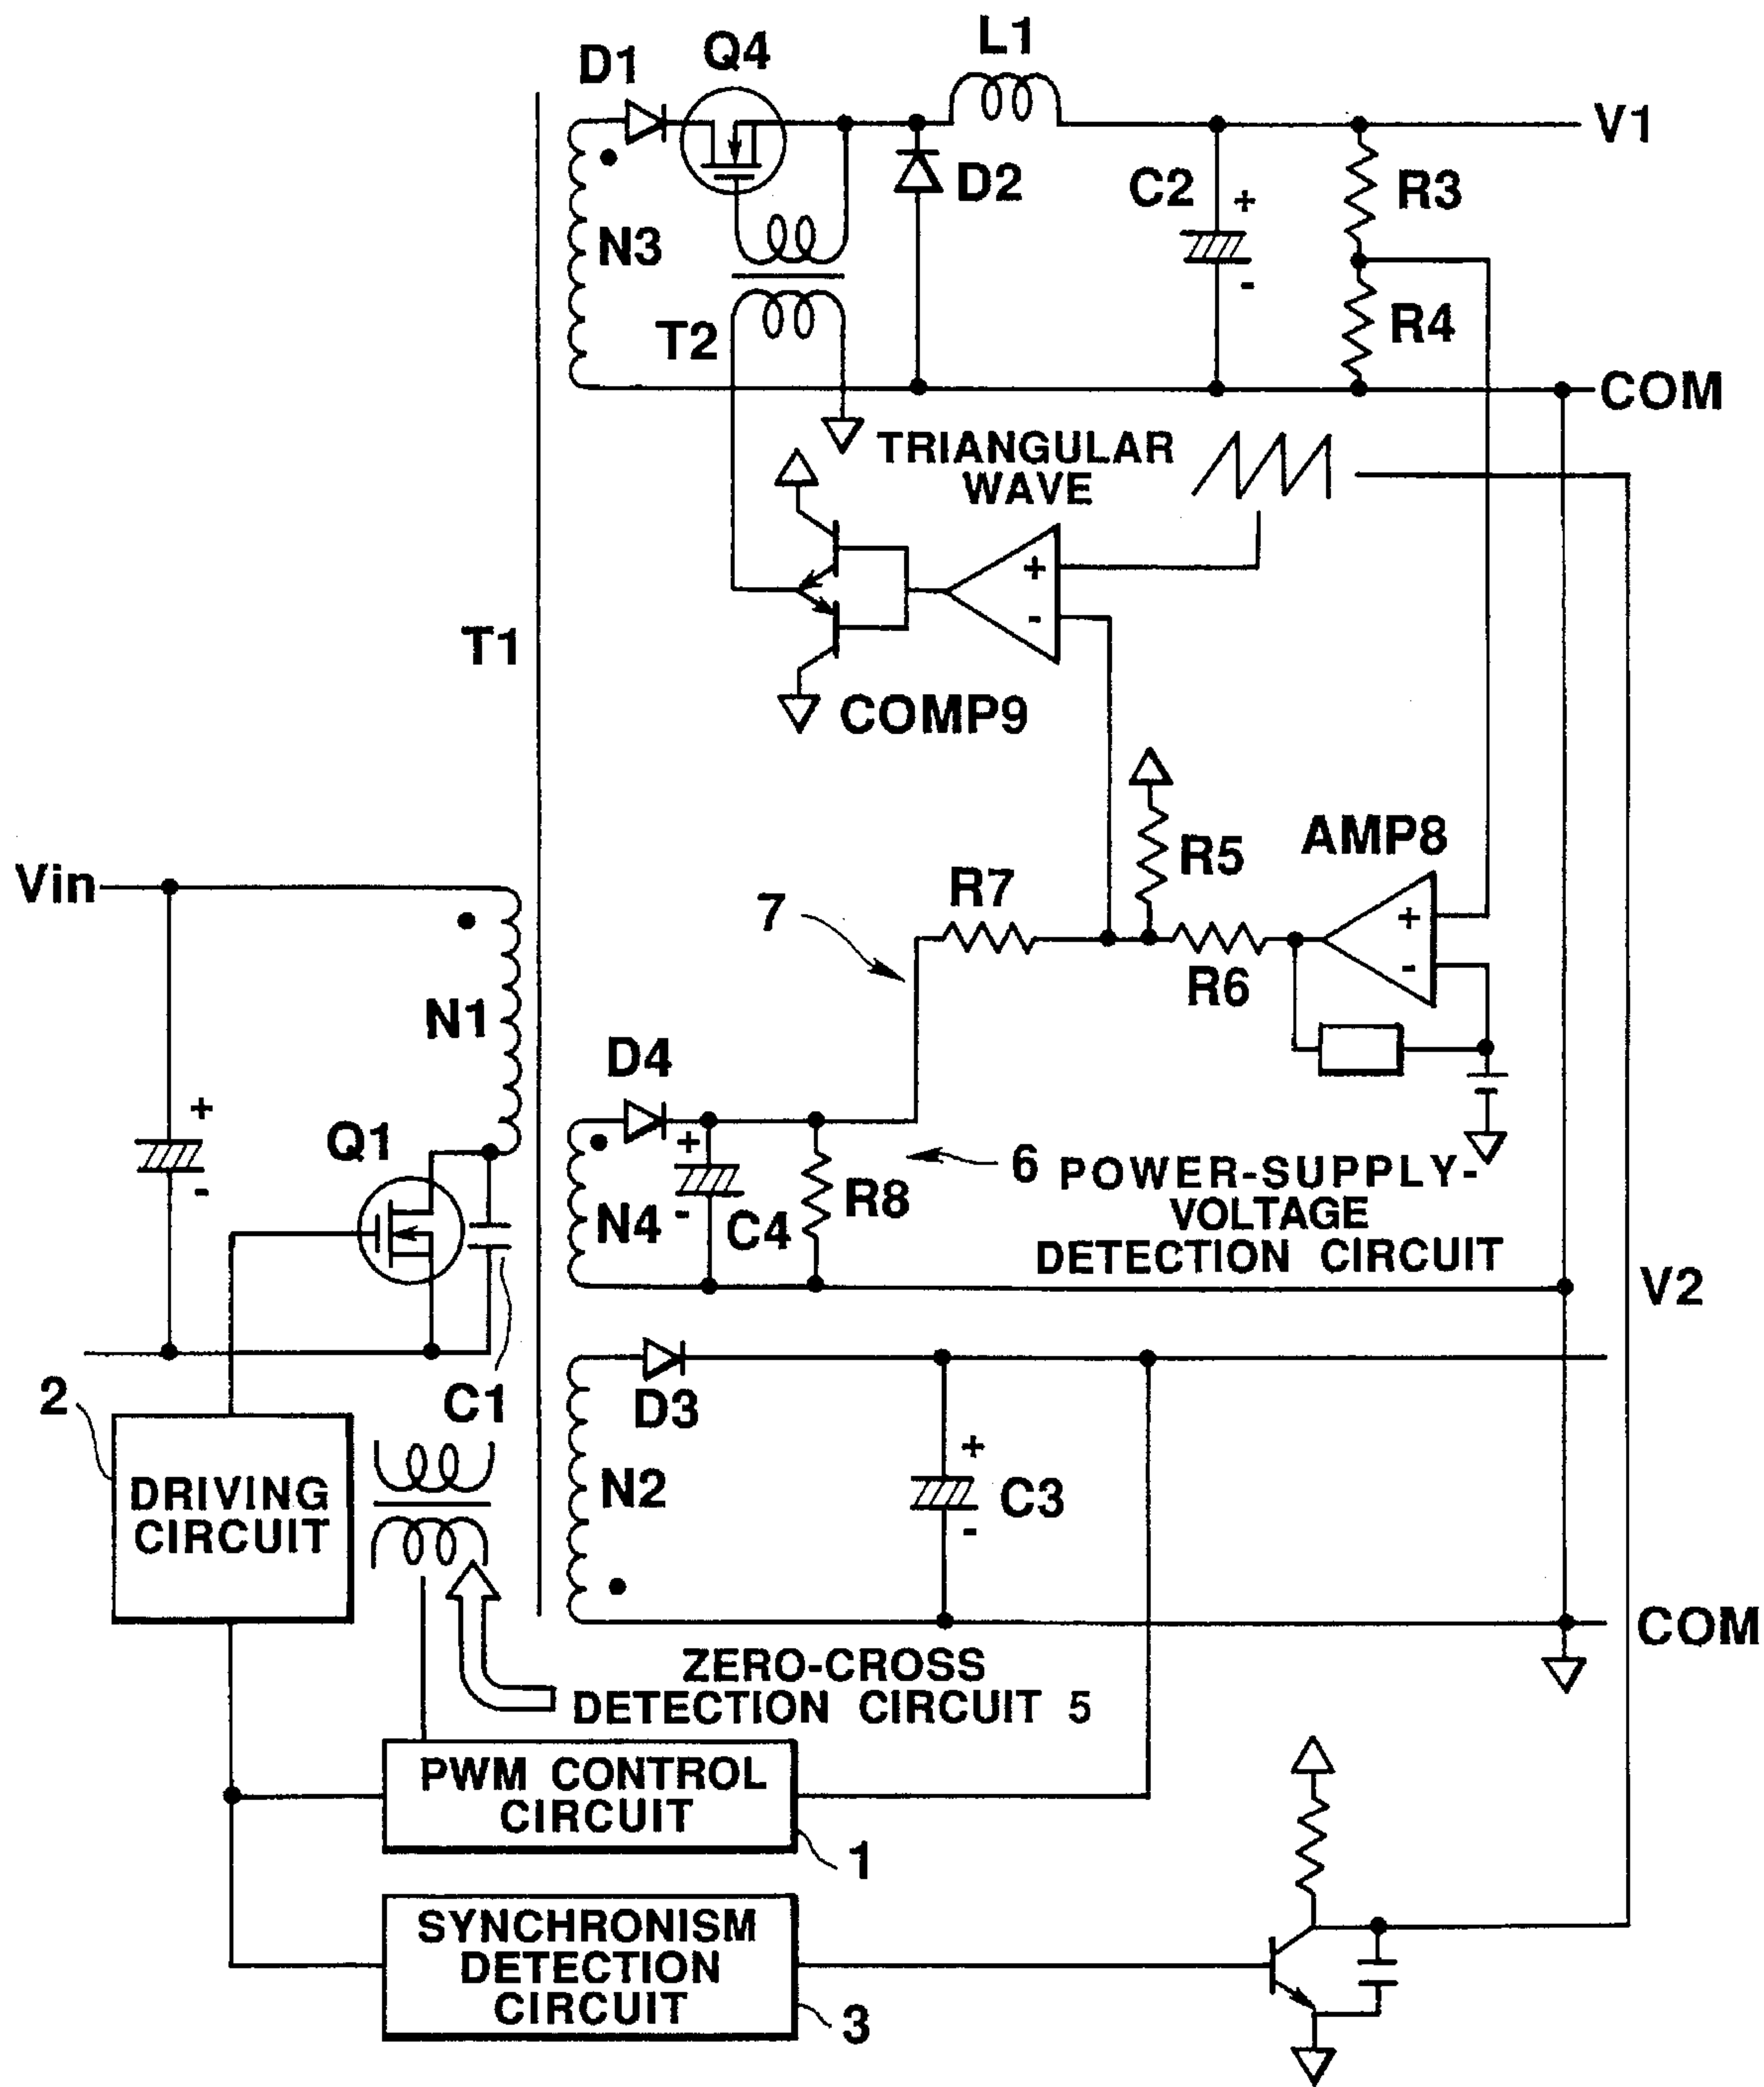 D1
Q4
L1
V1
D2
C2
+
-
R3
N3
R4
T2
COM
TRIANGULAR
WAVE
+
-
T1
COMP9
R5
AMP8
Vin
R7
7
+
-
R6
N1
D4
Q1
+
-
+
-
N4
C4
R8
6 POWER-SUPPLY-
VOLTAGE
DETECTION CIRCUIT
V2
2
C1
D3
DRIVING
CIRCUIT
N2
+
-
C3
COM
ZERO-CROSS
DETECTION CIRCUIT 5
PWM CONTROL
CIRCUIT
1
SYNCHRONISM
DETECTION
CIRCUIT
3